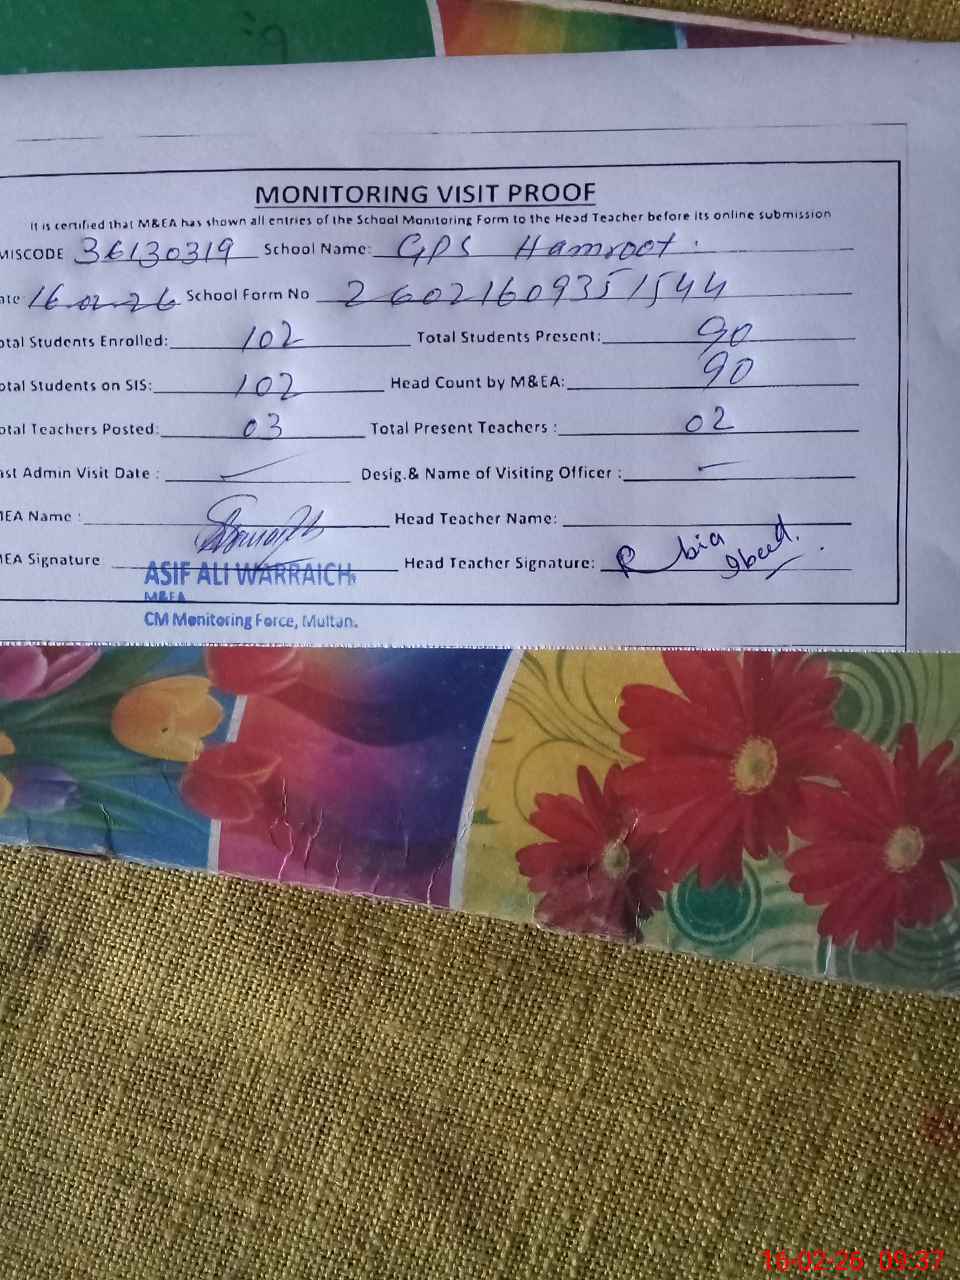 MONITORING VISIT PROOF
It is certified that M&EA has shown all entries of the School Monitoring Form to the Head Teacher before its online submission
MISCODE 36130319 School Name: GPS Hamroot.
ate 16-02-26 School Form No 26021609351544
otal Students Enrolled: 102 Total Students Present: 90
otal Students on SIS: 102 Head Count by M&EA: 90
otal Teachers Posted: 03 Total Present Teachers : 02
ast Admin Visit Date : Desig.& Name of Visiting Officer :
MEA Name : Head Teacher Name:
MEA Signature Head Teacher Signature: Rubia
ASIF ALI WARRAICH
M&EA
CM Monitoring Force, Multan.
16-02-26 09:37